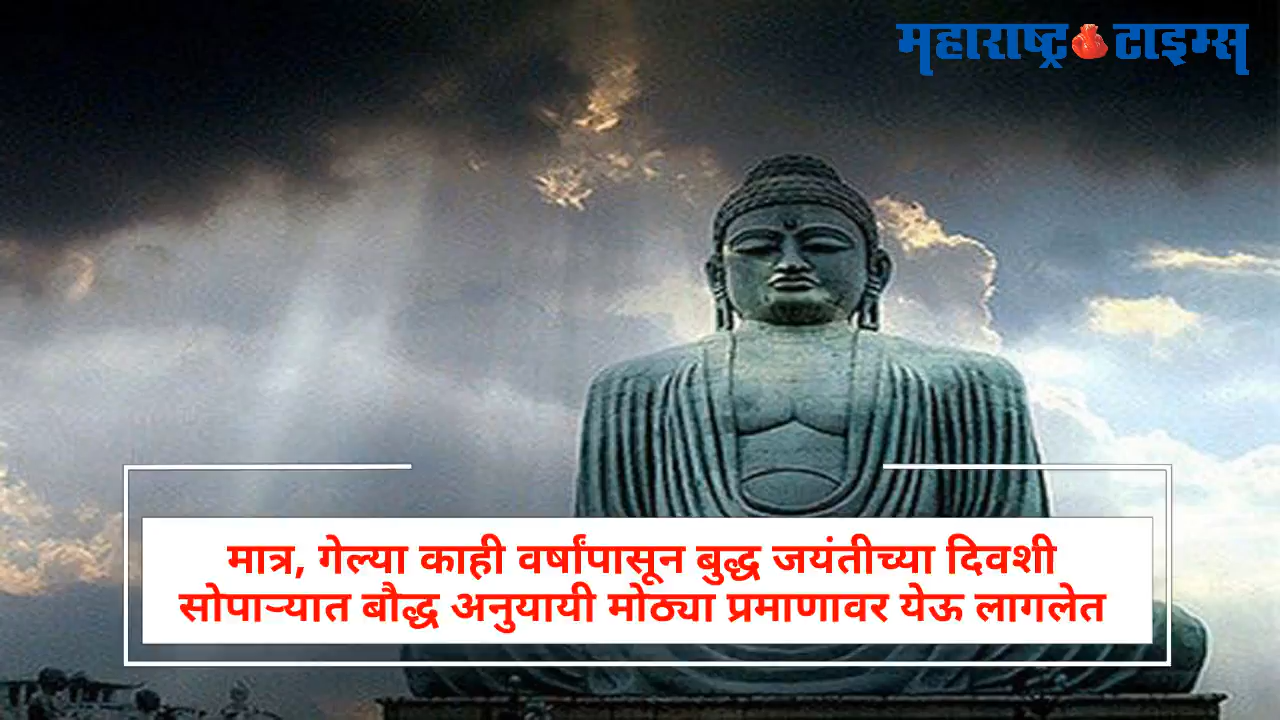 महाराष्ट्र टाइम्स
मात्र, गेल्या काही वर्षांपासून बुद्ध जयंतीच्या दिवशी
सोपाऱ्यात बौद्ध अनुयायी मोठ्या प्रमाणावर येऊ लागलेत